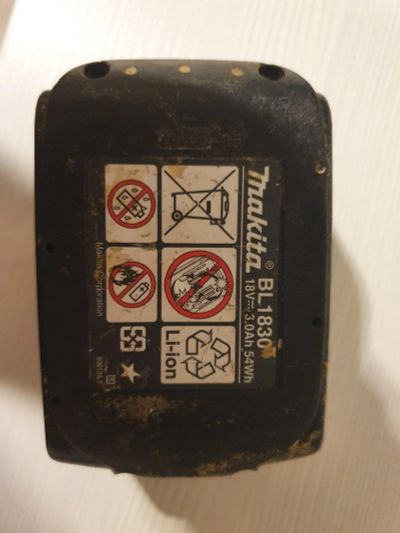 makita®
BL1830
18V⎓ 3.0Ah 54Wh
Li-ion
Makita Corporation